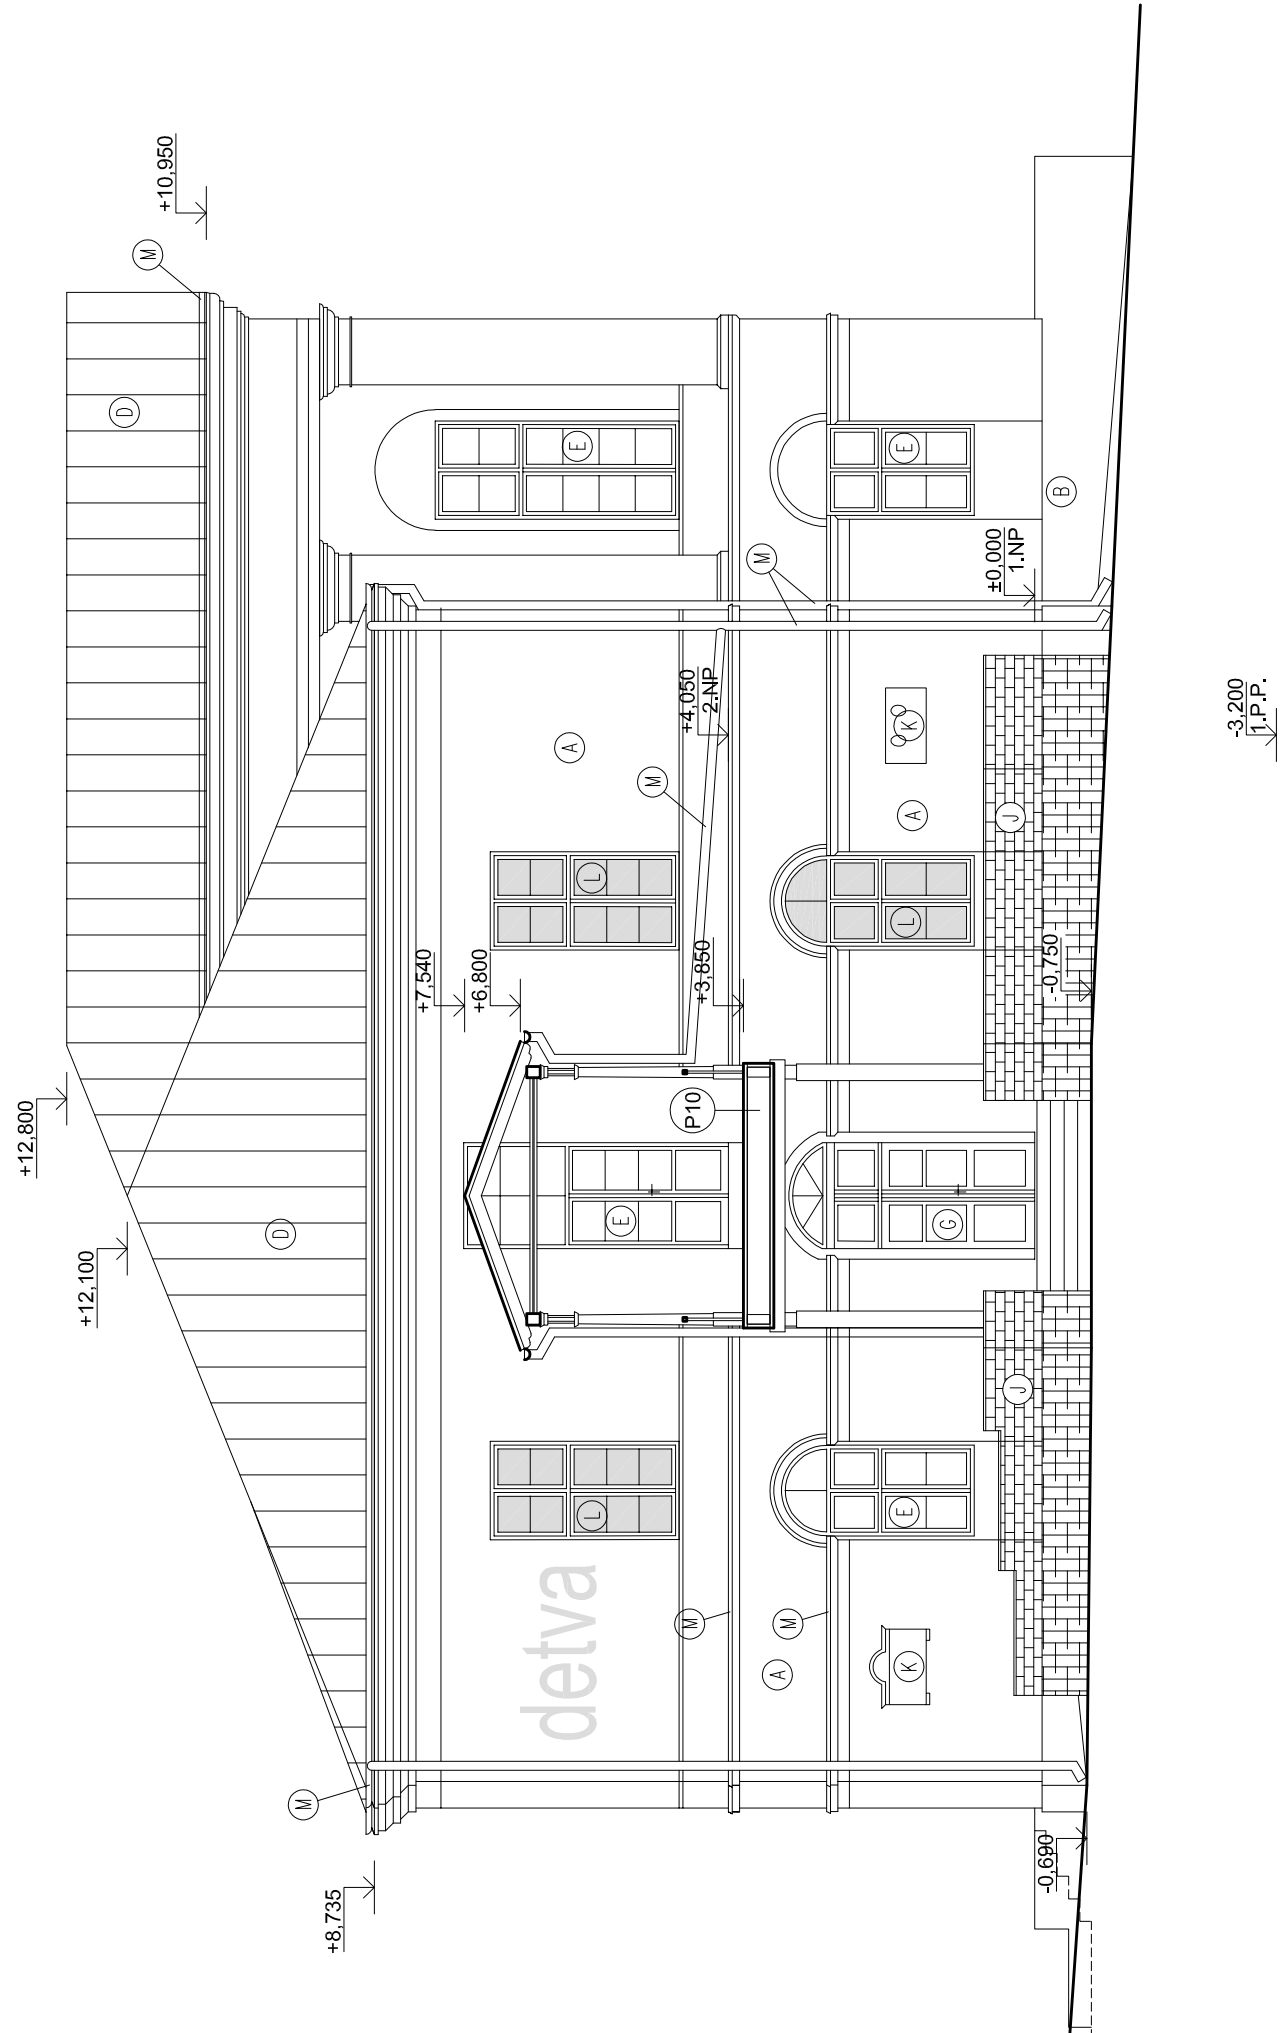 +12,800
+12,100
D
M
+10,950
D
M
+8,735
+7,540
+6,800
detva
A
E
L
L
E
M
M
P10
+4,050
2.NP
+3,850
M
A
M
K
E
L
A
K
E
G
±0,000
1.NP
J
J
-0,690
-0,750
B
-3,200
1.P.P.